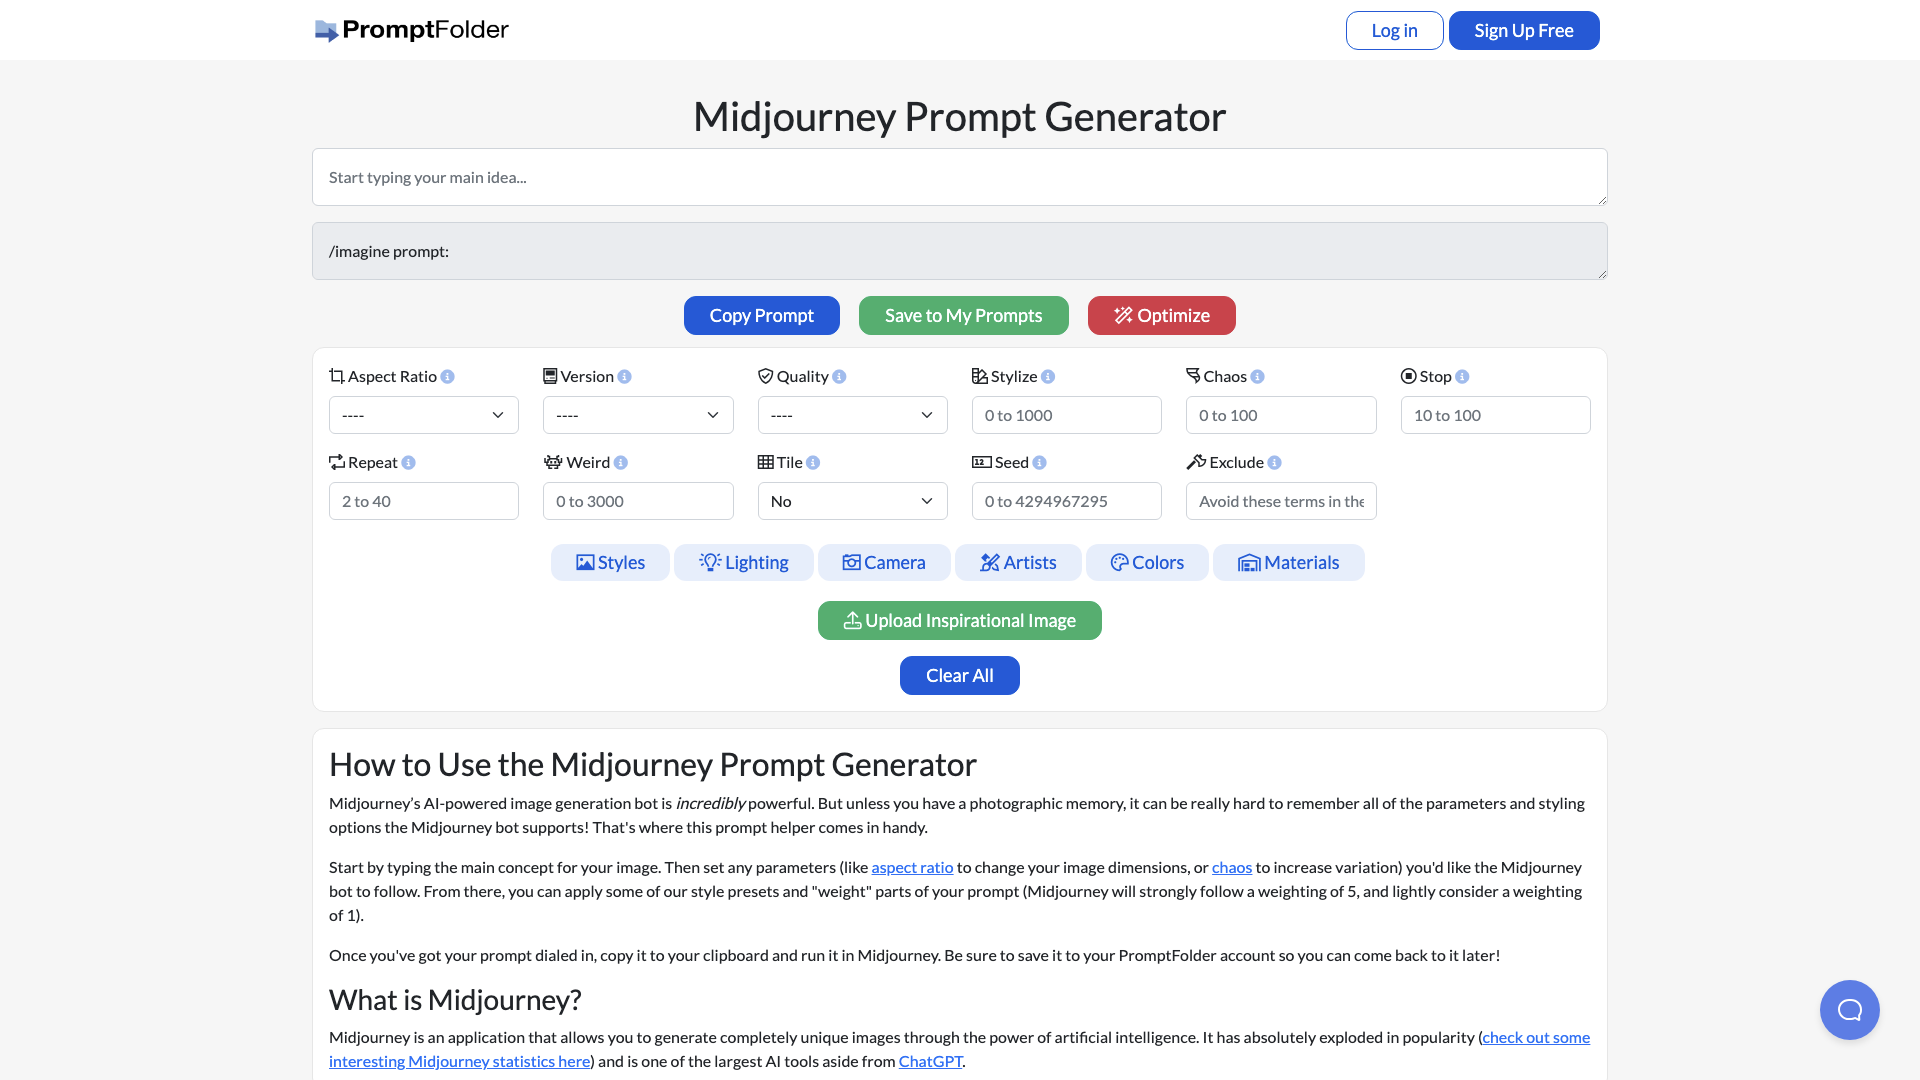 PromptFolder
Log in
Sign Up Free
Midjourney Prompt Generator
Start typing your main idea...
/imagine prompt:
Copy Prompt
Save to My Prompts
Optimize
Aspect Ratio
Version
Quality
Stylize
Chaos
Stop
----
----
----
0 to 1000
0 to 100
10 to 100
Repeat
Weird
Tile
Seed
Exclude
2 to 40
0 to 3000
No
0 to 4294967295
Avoid these terms in the
Styles
Lighting
Camera
Artists
Colors
Materials
Upload Inspirational Image
Clear All
How to Use the Midjourney Prompt Generator
Midjourney’s AI-powered image generation bot is incredibly powerful. But unless you have a photographic memory, it can be really hard to remember all of the parameters and styling
options the Midjourney bot supports! That's where this prompt helper comes in handy.
Start by typing the main concept for your image. Then set any parameters (like aspect ratio to change your image dimensions, or chaos to increase variation) you'd like the Midjourney
bot to follow. From there, you can apply some of our style presets and "weight" parts of your prompt (Midjourney will strongly follow a weighting of 5, and lightly consider a weighting
of 1).
Once you've got your prompt dialed in, copy it to your clipboard and run it in Midjourney. Be sure to save it to your PromptFolder account so you can come back to it later!
What is Midjourney?
Midjourney is an application that allows you to generate completely unique images through the power of artificial intelligence. It has absolutely exploded in popularity (check out some
interesting Midjourney statistics here) and is one of the largest AI tools aside from ChatGPT.